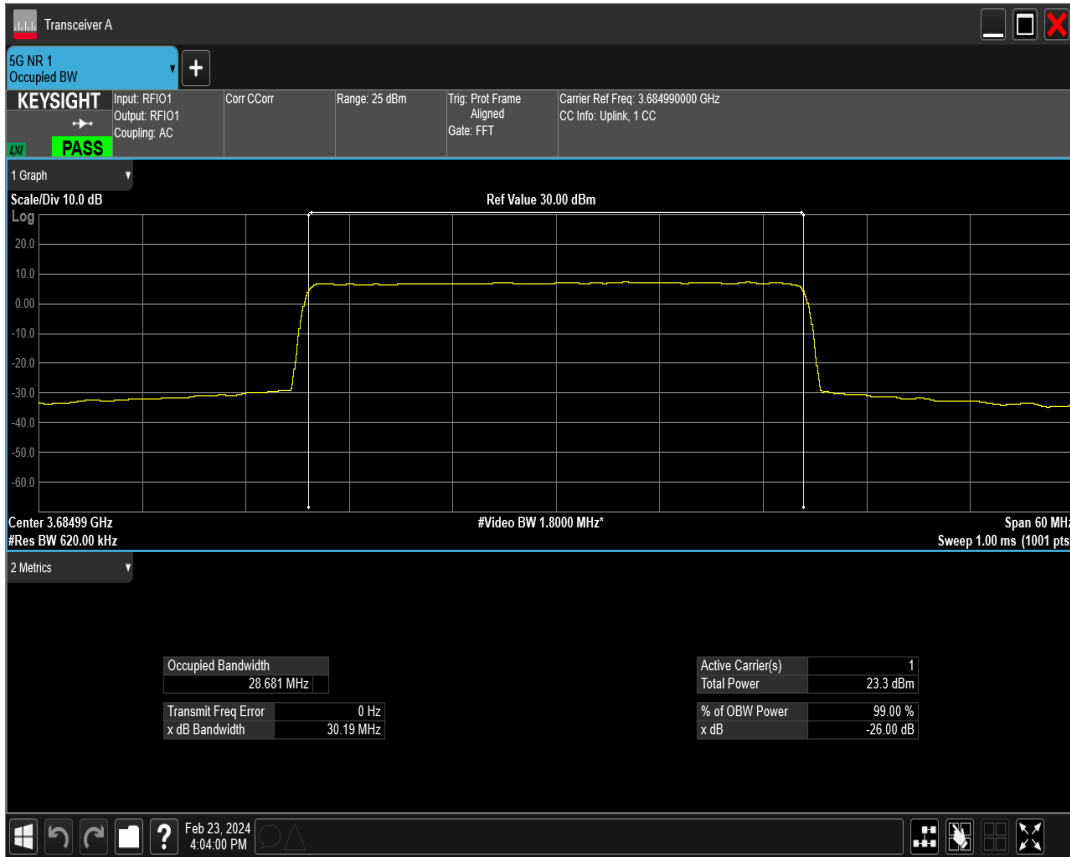 Transceiver A
5G NR 1
Occupied BW
+
KEYSIGHT
LXI
PASS
Input: RFIO1
Output: RFIO1
Coupling: AC
Corr CCorr
Range: 25 dBm
Trig: Prot Frame
Aligned
Gate: FFT
Carrier Ref Freq: 3.684990000 GHz
CC Info: Uplink, 1 CC
1 Graph
Scale/Div 10.0 dB
Ref Value 30.00 dBm
Log
20.0
10.0
0.00
-10.0
-20.0
-30.0
-40.0
-50.0
-60.0
Center 3.68499 GHz
#Video BW 1.8000 MHz*
Span 60 MHz
#Res BW 620.00 kHz
Sweep 1.00 ms (1001 pts
2 Metrics
Occupied Bandwidth
28.681 MHz
Transmit Freq Error 0 Hz
x dB Bandwidth 30.19 MHz
Active Carrier(s) 1
Total Power 23.3 dBm
% of OBW Power 99.00 %
x dB -26.00 dB
?
Feb 23, 2024
4:04:00 PM